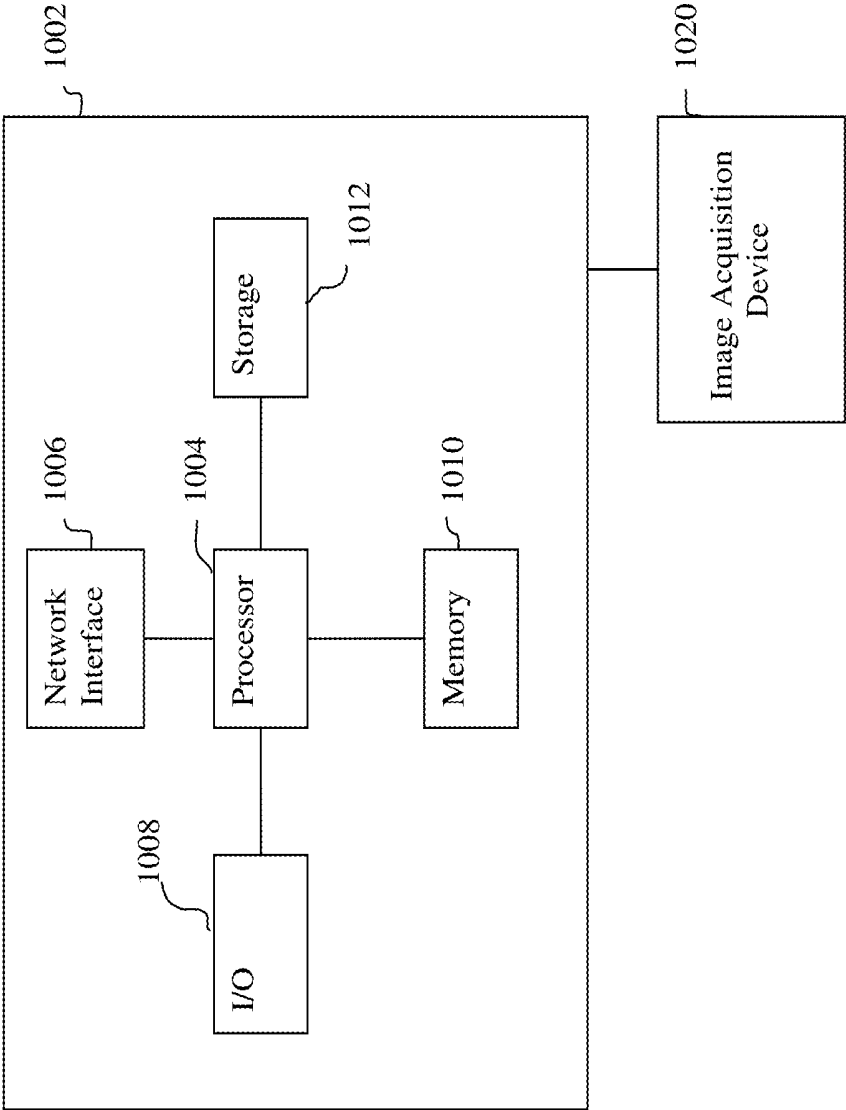 1002
Network
Interface
1006
I/O
1008
Processor
1004
Storage
1012
Memory
1010
Image Acquisition
Device
1020